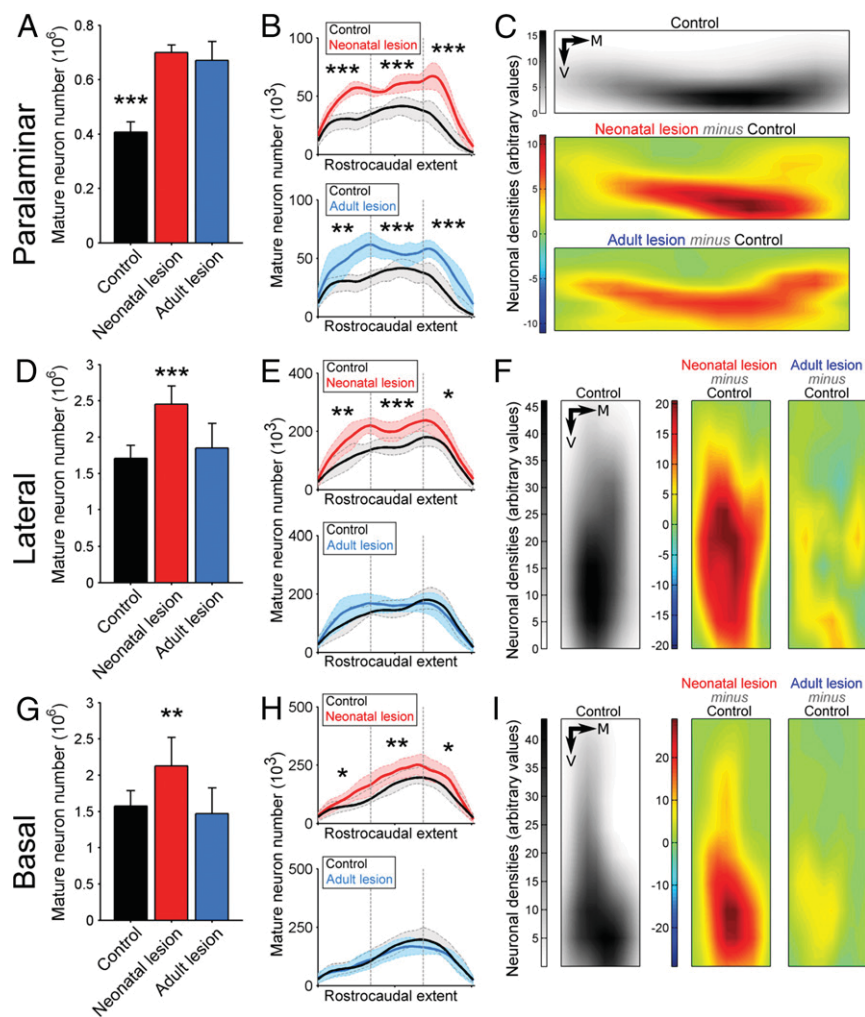 Paralaminar
A
Mature neuron number (10⁶)
0.8
0.6
0.4
0.2
0
***
Control
Neonatal lesion
Adult lesion
B
Mature neuron number (10³)
100
50
0
Control
Neonatal lesion
***
***
***
Rostrocaudal extent
100
50
0
Control
Adult lesion
**
***
***
Rostrocaudal extent
C
Control
M
V
Neuronal densities (arbitrary values)
15
10
5
0
10
5
0
-5
-10
Neonatal lesion minus Control
Adult lesion minus Control
Lateral
D
Mature neuron number (10⁶)
3
2.5
2
1.5
1
0.5
0
***
Control
Neonatal lesion
Adult lesion
E
Mature neuron number (10³)
400
200
0
Control
Neonatal lesion
**
***
*
Rostrocaudal extent
400
200
0
Control
Adult lesion
Rostrocaudal extent
F
Control
M
V
Neuronal densities (arbitrary values)
45
40
35
30
25
20
15
10
5
0
Neonatal lesion
minus
Control
20
15
10
5
0
-5
-10
-15
-20
Adult lesion
minus
Control
Basal
G
Mature neuron number (10⁶)
3
2.5
2
1.5
1
0.5
0
**
Control
Neonatal lesion
Adult lesion
H
Mature neuron number (10³)
500
250
0
Control
Neonatal lesion
*
**
*
Rostrocaudal extent
500
250
0
Control
Adult lesion
Rostrocaudal extent
I
Control
M
V
Neuronal densities (arbitrary values)
40
35
30
25
20
15
10
5
Neonatal lesion
minus
Control
20
10
0
-10
-20
Adult lesion
minus
Control